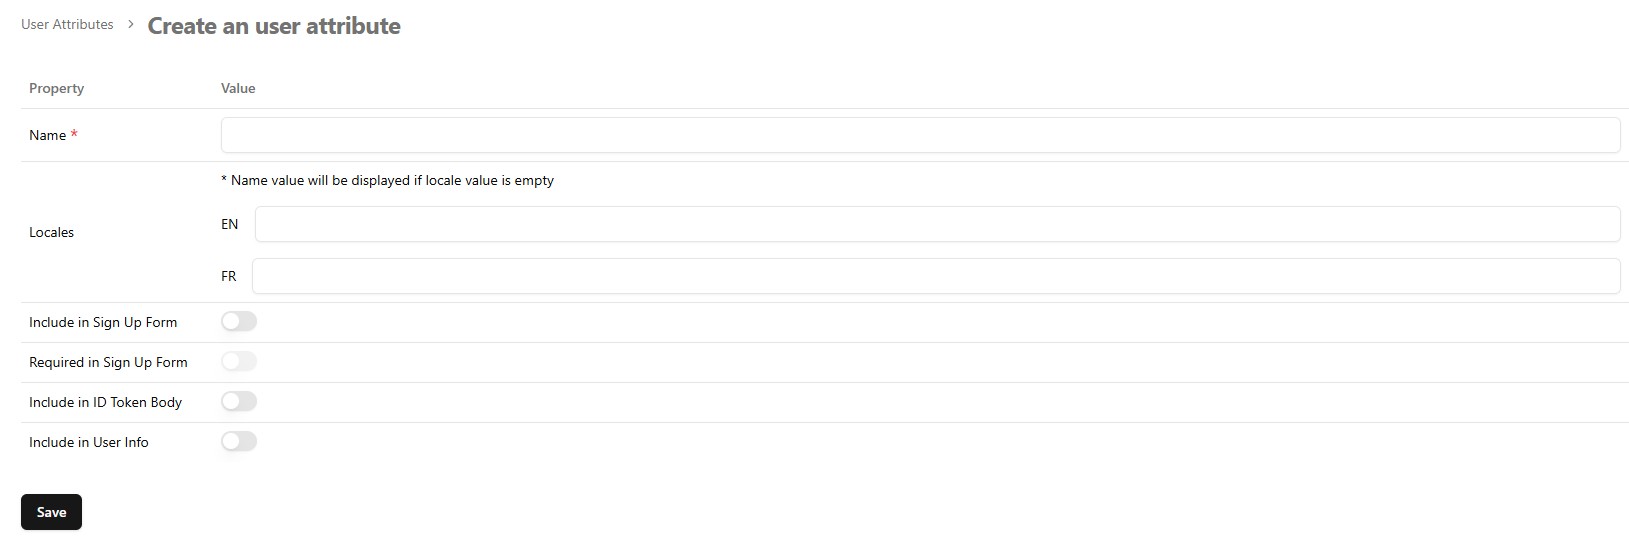 User Attributes > Create an user attribute
Property Value
Name *
* Name value will be displayed if locale value is empty
Locales
EN
FR
Include in Sign Up Form
Required in Sign Up Form
Include in ID Token Body
Include in User Info
Save